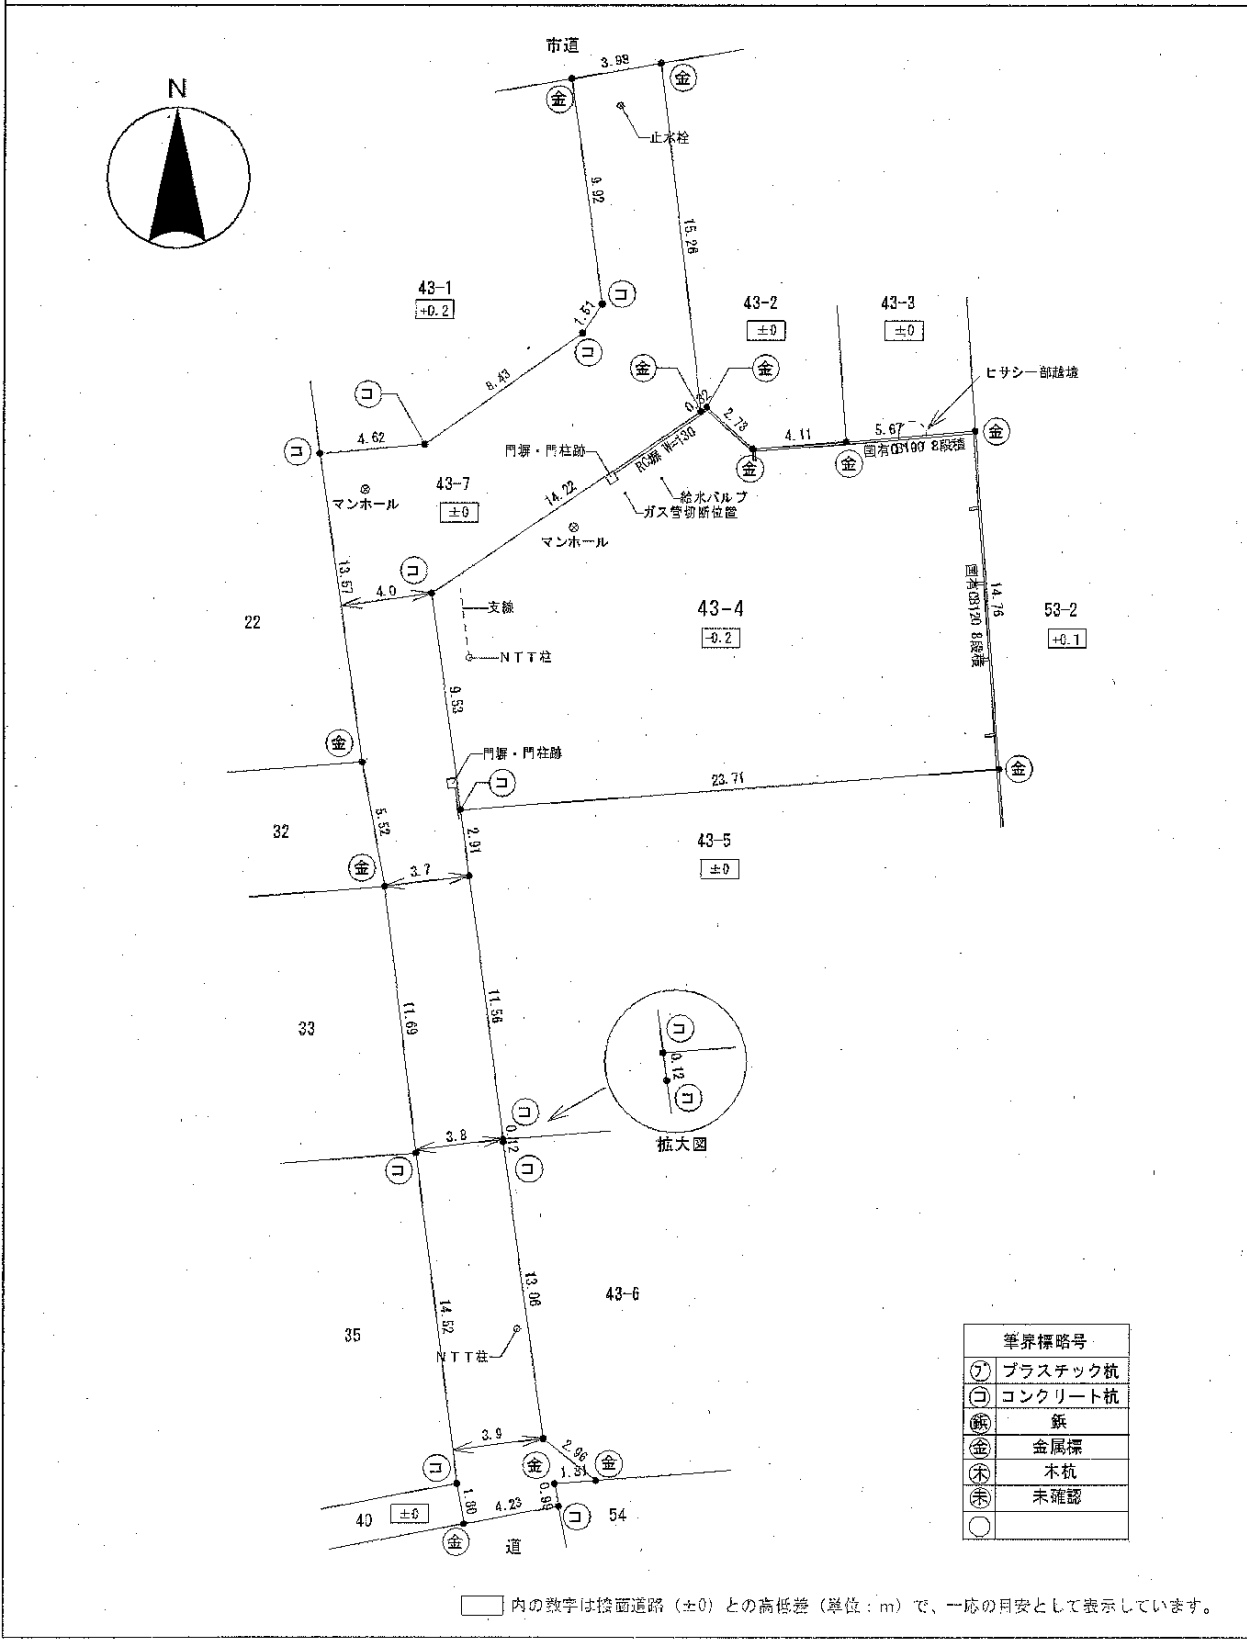 市道
3.98
金
金
N
止水栓
9.92
15.26
43-1
+0.2
コ
1.51
コ
43-2
±0
43-3
±0
8.43
金
金
ヒサシ一部越境
コ
0.32
2.73
4.62
コ
4.11
5.67
金
固有CB100 8段積
門塀・門柱跡
RC塀 W=130
金
金
マンホール
43-7
±0
14.22
給水バルブ
ガス管切断位置
マンホール
13.57
コ
4.0
支線
43-4
-0.2
固有CB120 8段積
14.76
53-2
+0.1
22
NTT柱
9.53
金
門塀・門柱跡
コ
23.71
金
5.52
32
2.91
43-5
±0
金
3.7
11.69
11.56
33
コ
0.12
コ
拡大図
コ
3.8
0.12
コ
コ
14.52
13.06
43-6
35
NTT柱
3.9
2.96
コ
金
1.31
金
1.80
4.23
0.99
40
±0
コ
54
金
道
筆界標略号
プ プラスチック杭
コ コンクリート杭
鋲 鋲
金 金属標
木 木杭
未 未確認
内の数字は接面道路（±0）との高低差（単位：m）で、一応の目安として表示しています。